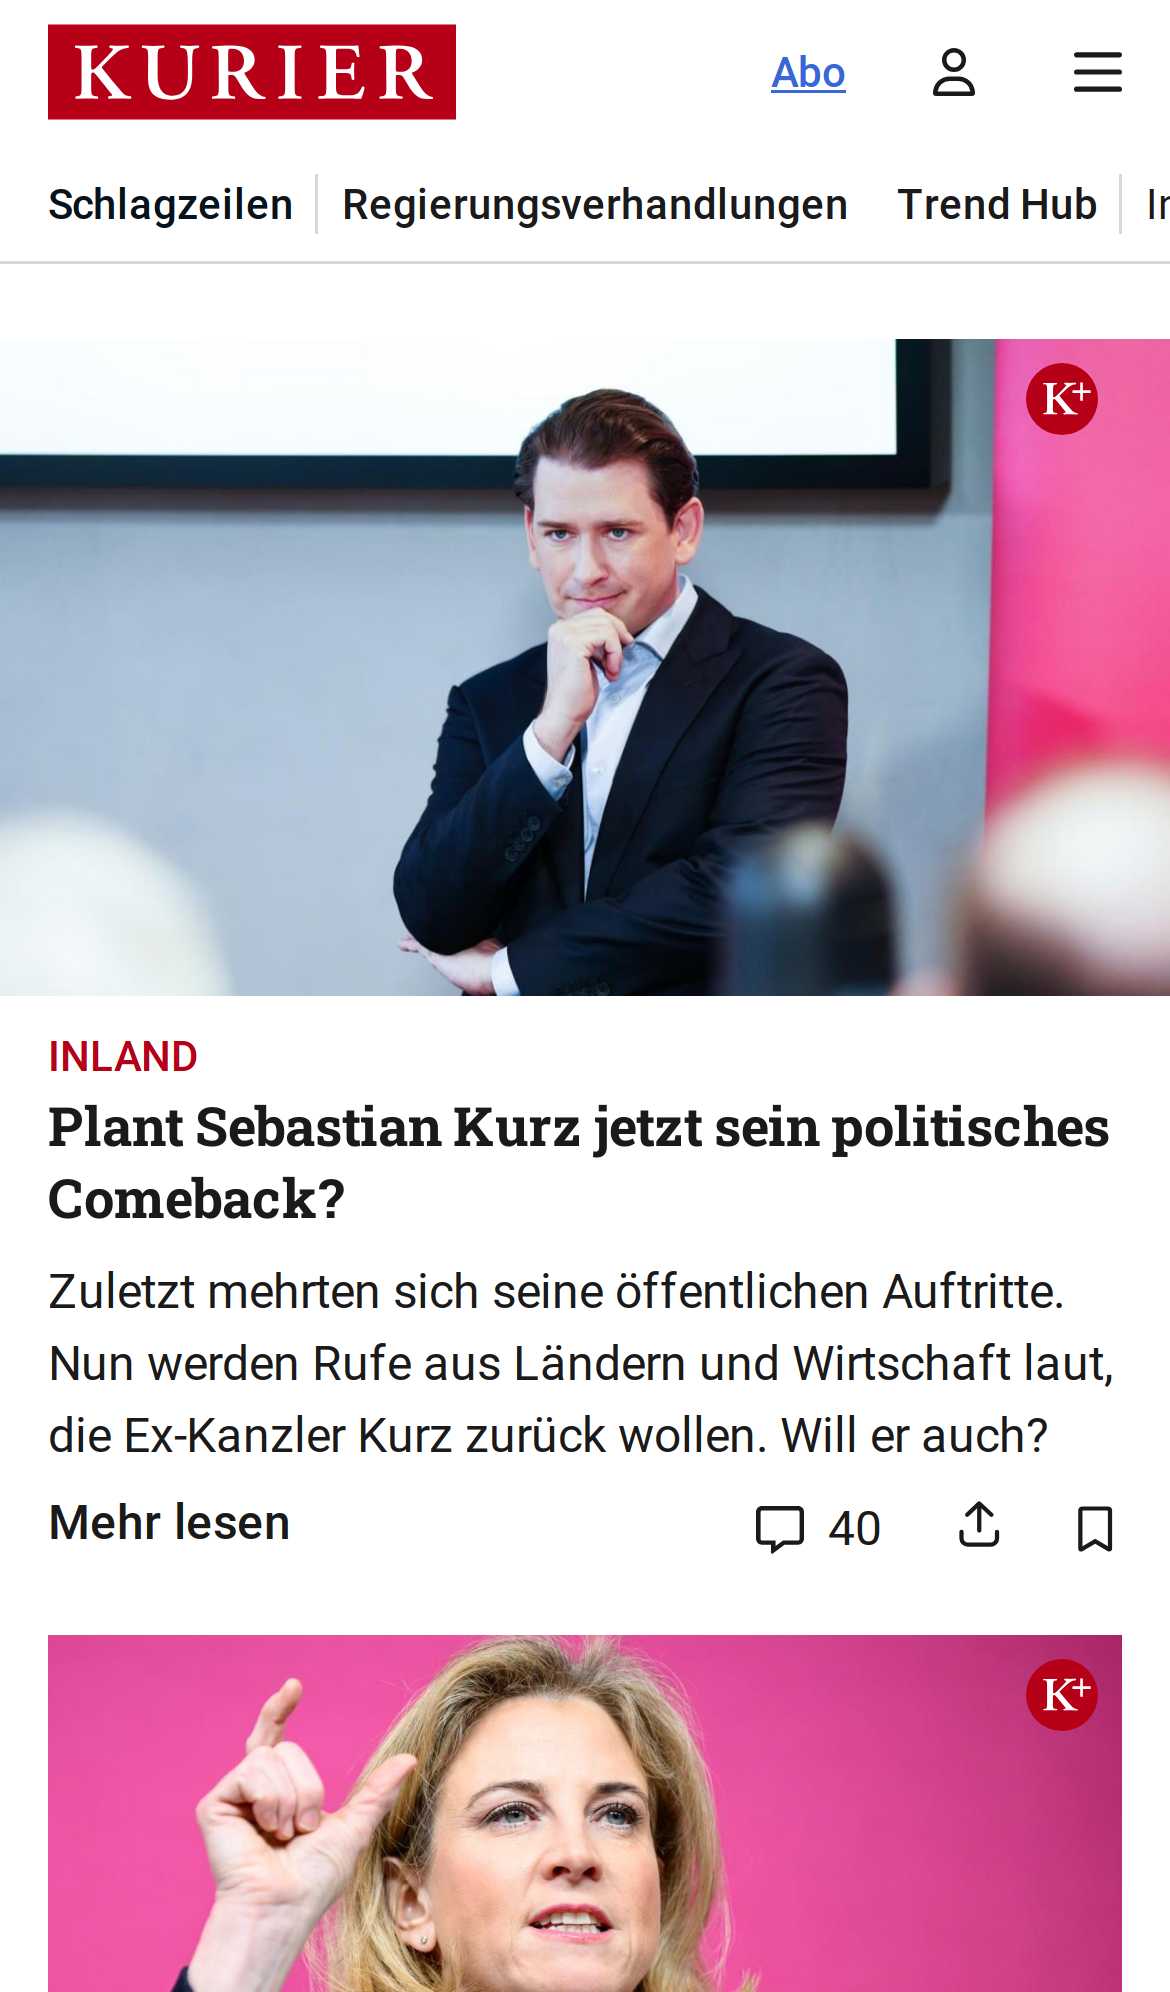 KURIER
Abo
Schlagzeilen
Regierungsverhandlungen
Trend Hub
K+
INLAND
Plant Sebastian Kurz jetzt sein politisches
Comeback?
Zuletzt mehrten sich seine öffentlichen Auftritte.
Nun werden Rufe aus Ländern und Wirtschaft laut,
die Ex-Kanzler Kurz zurück wollen. Will er auch?
Mehr lesen
40
K+